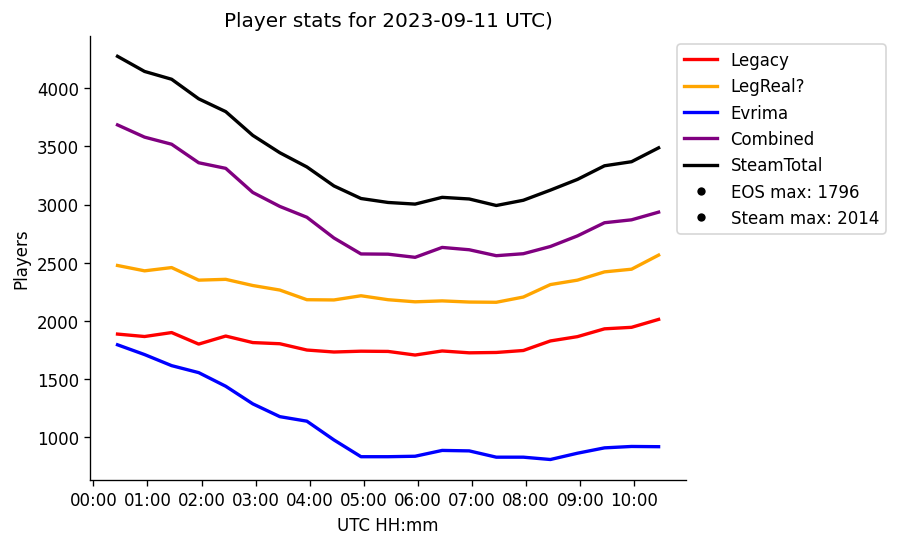 Player stats for 2023-09-11 UTC)
Legacy
LegReal?
Evrima
Combined
SteamTotal
EOS max: 1796
Steam max: 2014
Players
4000
3500
3000
2500
2000
1500
1000
00:00 01:00 02:00 03:00 04:00 05:00 06:00 07:00 08:00 09:00 10:00
UTC HH:mm